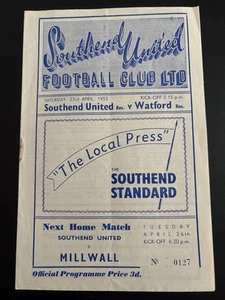 Southend United
FOOTBALL CLUB LTD
SATURDAY, 23rd APRIL, 1955 KICK-OFF 3.15 p.m.
Southend United Res. v Watford Res.
"The Local Press"
THE
SOUTHEND
STANDARD
Next Home Match
SOUTHEND UNITED
v
MILLWALL
TUESDAY
APRIL 26th
KICK-OFF 6.30 p.m.
Official Programme Price 3d.
№ 0127